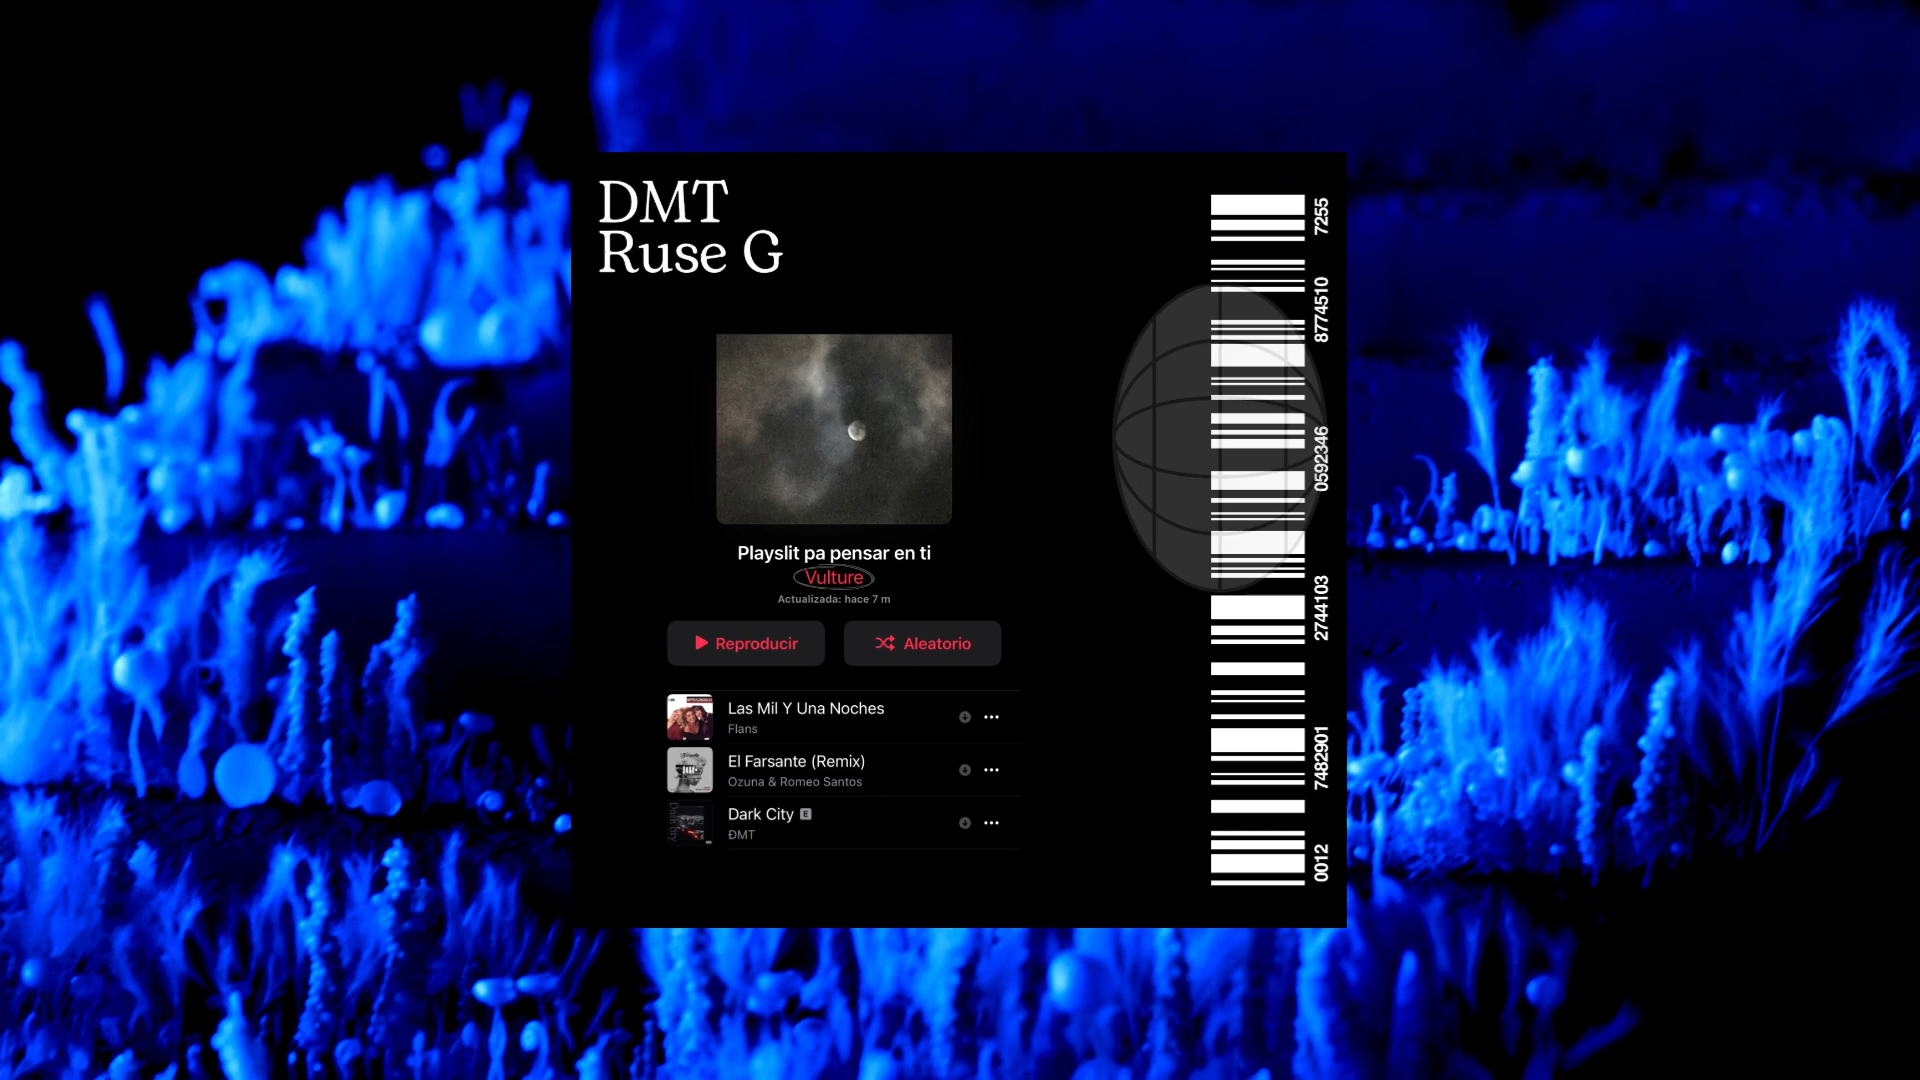 DMT
Ruse G
Playslit pa pensar en ti
Vulture
Actualizada: hace 7 m
Reproducir
Aleatorio
Las Mil Y Una Noches
Flans
El Farsante (Remix)
Ozuna & Romeo Santos
Dark City E
ÐMT
7255
8774510
0592346
2744103
7482901
0012